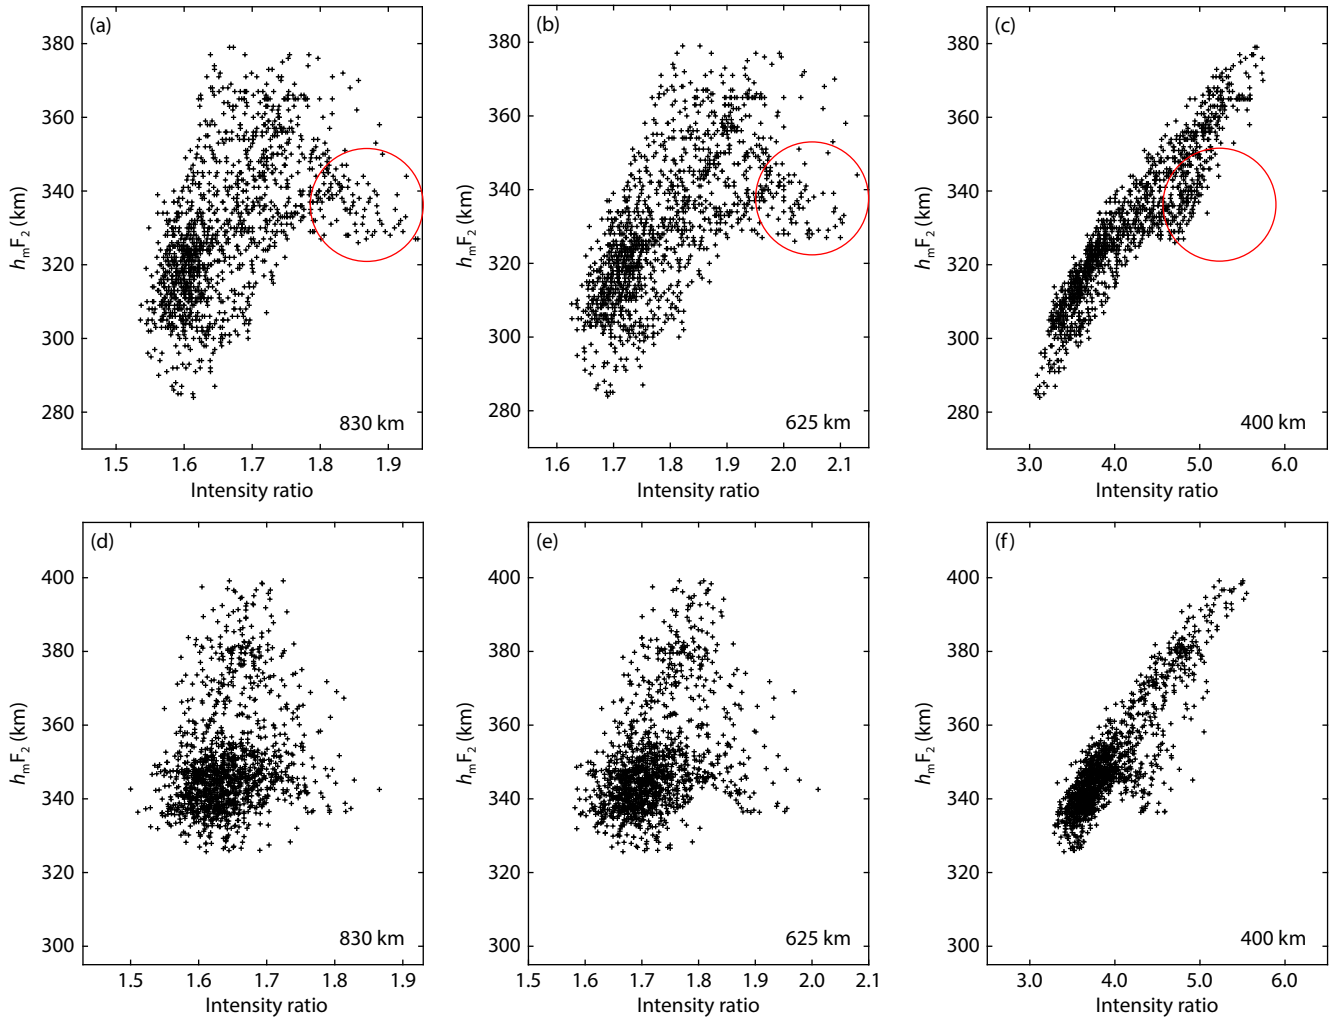 (a)
380
360
340
320
300
280
hmF2 (km)
830 km
1.5 1.6 1.7 1.8 1.9
Intensity ratio
(b)
380
360
340
320
300
280
hmF2 (km)
625 km
1.6 1.7 1.8 1.9 2.0 2.1
Intensity ratio
(c)
380
360
340
320
300
280
hmF2 (km)
400 km
3.0 4.0 5.0 6.0
Intensity ratio
(d)
400
380
360
340
320
300
hmF2 (km)
830 km
1.5 1.6 1.7 1.8 1.9
Intensity ratio
(e)
400
380
360
340
320
300
hmF2 (km)
625 km
1.5 1.6 1.7 1.8 1.9 2.0 2.1
Intensity ratio
(f)
400
380
360
340
320
300
hmF2 (km)
400 km
3.0 4.0 5.0 6.0
Intensity ratio